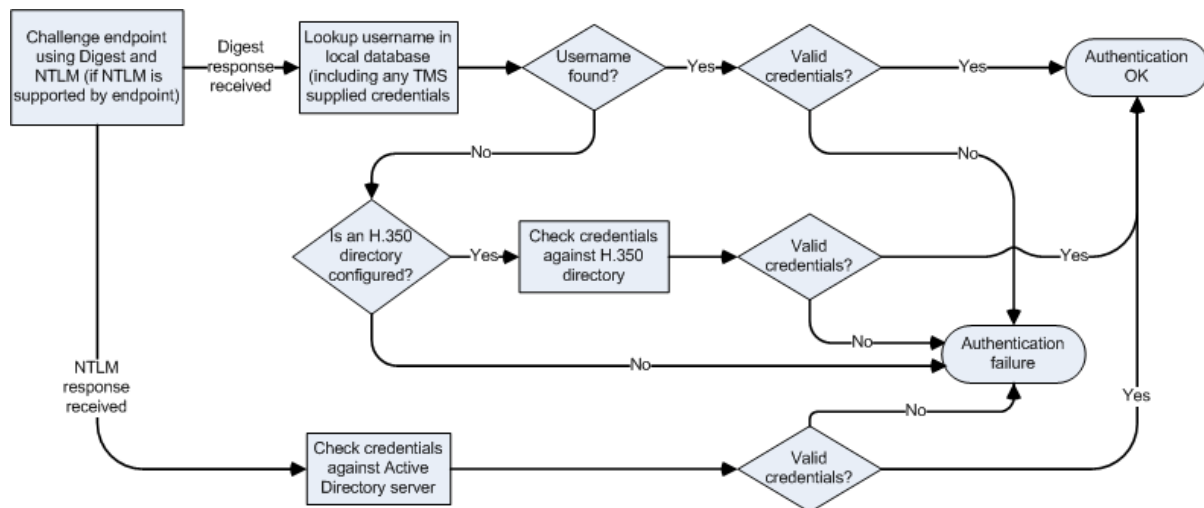 Challenge endpoint
using Digest and
NTLM (if NTLM is
supported by endpoint)
Digest
response
received
Lookup username in
local database
(including any TMS
supplied credentials
Username
found?
Yes
Valid
credentials?
Yes
Authentication
OK
No
No
Is an H.350
directory
configured?
Yes
Check credentials
against H.350
directory
Valid
credentials?
Yes
No
Authentication
failure
No
NTLM
response
received
Yes
No
Check credentials
against Active
Directory server
Valid
credentials?